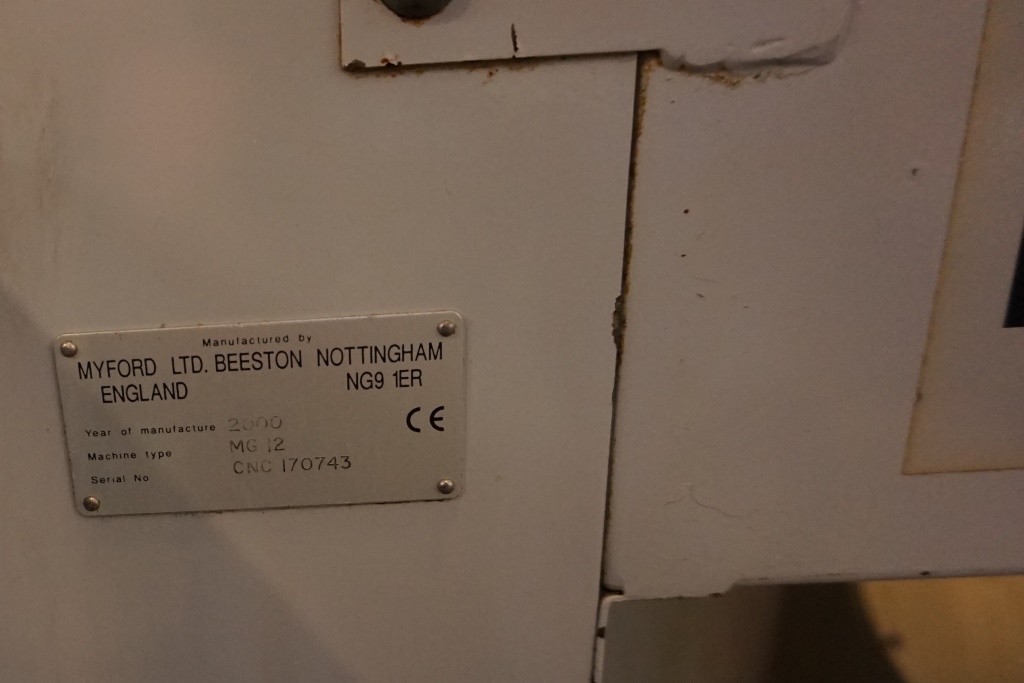 Manufactured by
MYFORD LTD. BEESTON NOTTINGHAM
ENGLAND NG9 1ER
CE
Year of manufacture 2000
Machine type MG 12
Serial No CNC 170743